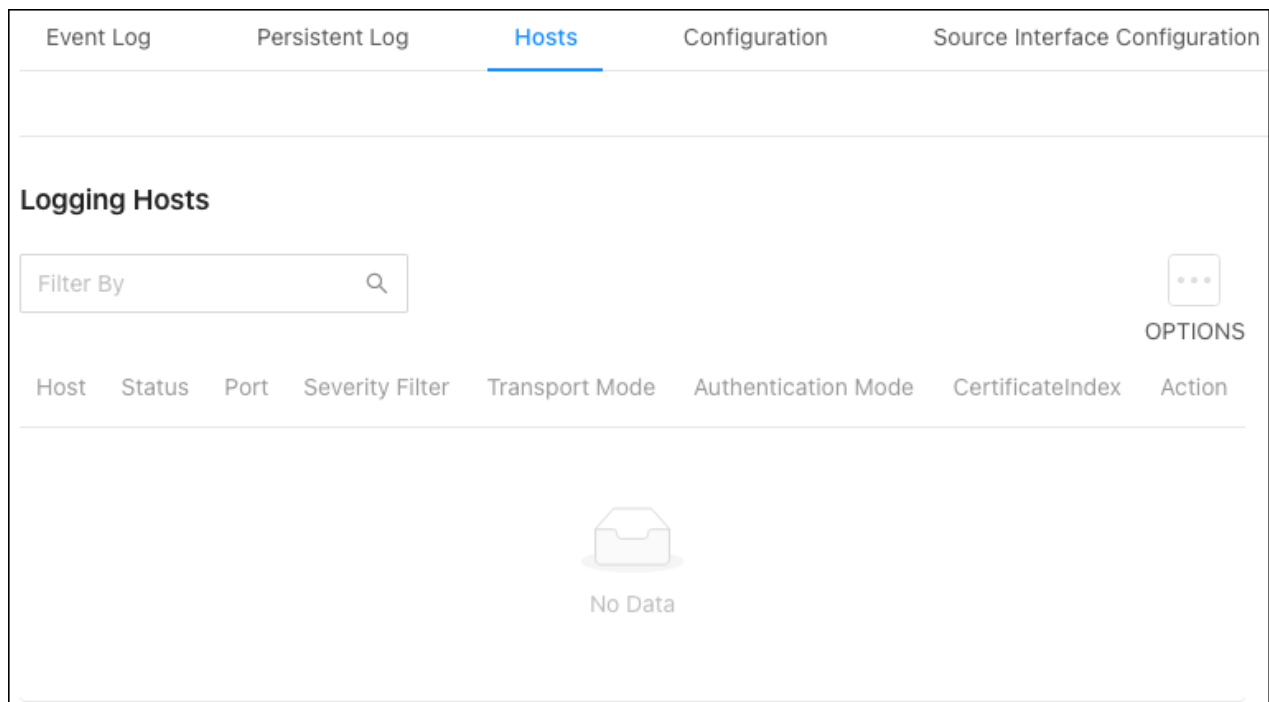 Event Log Persistent Log Hosts Configuration Source Interface Configuration
Logging Hosts
Filter By
OPTIONS
Host Status Port Severity Filter Transport Mode Authentication Mode CertificateIndex Action
No Data